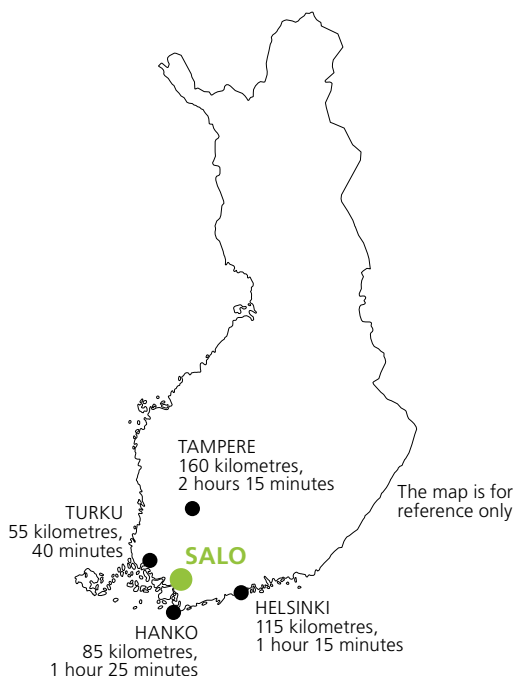 TAMPERE
160 kilometres,
2 hours 15 minutes
The map is for
reference only
TURKU
55 kilometres,
40 minutes
SALO
HELSINKI
115 kilometres,
1 hour 15 minutes
HANKO
85 kilometres,
1 hour 25 minutes